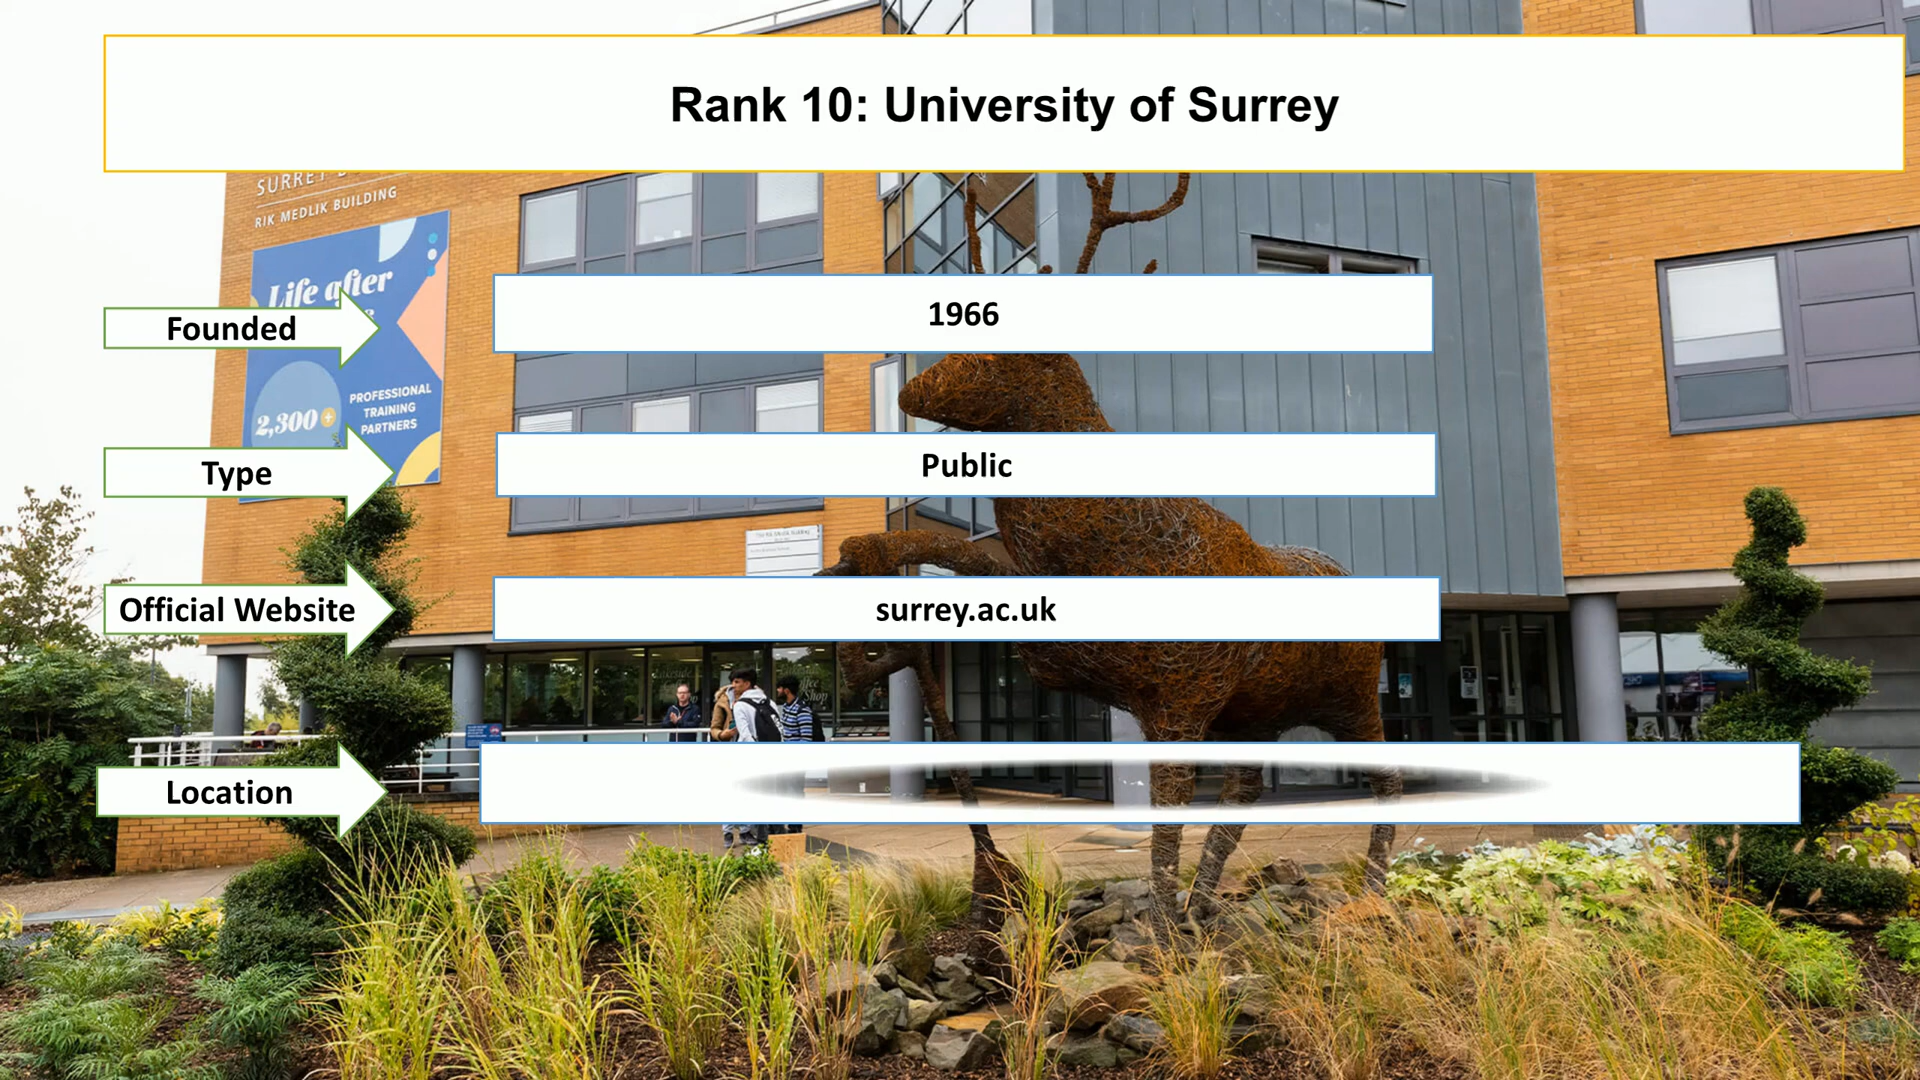 Rank 10: University of Surrey
RIK MEDLIK BUILDING
Life after
Founded
1966
2,300+
PROFESSIONAL
TRAINING
PARTNERS
Type
Public
Official Website
surrey.ac.uk
Location